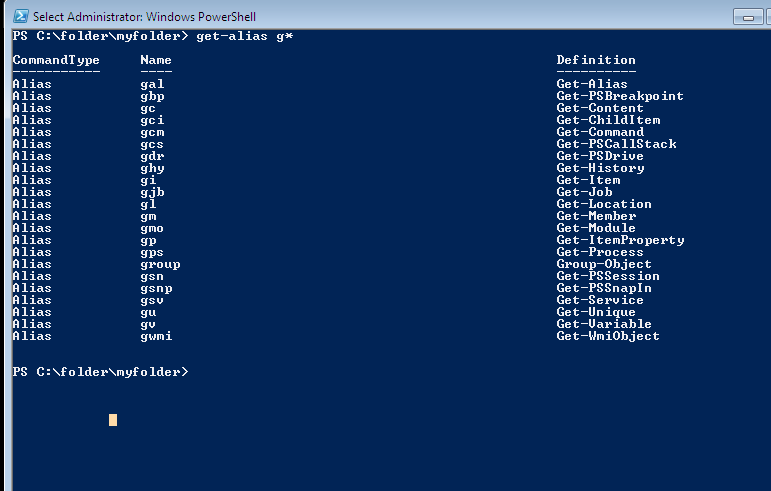 Select Administrator: Windows PowerShell
PS C:\folder\myfolder> get-alias g*
CommandType Name Definition
----------- ---- ----------
Alias gal Get-Alias
Alias gbp Get-PSBreakpoint
Alias gc Get-Content
Alias gci Get-ChildItem
Alias gcm Get-Command
Alias gcs Get-PSCallStack
Alias gdr Get-PSDrive
Alias ghy Get-History
Alias gi Get-Item
Alias gjb Get-Job
Alias gl Get-Location
Alias gm Get-Member
Alias gmo Get-Module
Alias gp Get-ItemProperty
Alias gps Get-Process
Alias group Group-Object
Alias gsn Get-PSSession
Alias gsnp Get-PSSnapIn
Alias gsv Get-Service
Alias gu Get-Unique
Alias gv Get-Variable
Alias gwmi Get-WmiObject
PS C:\folder\myfolder>